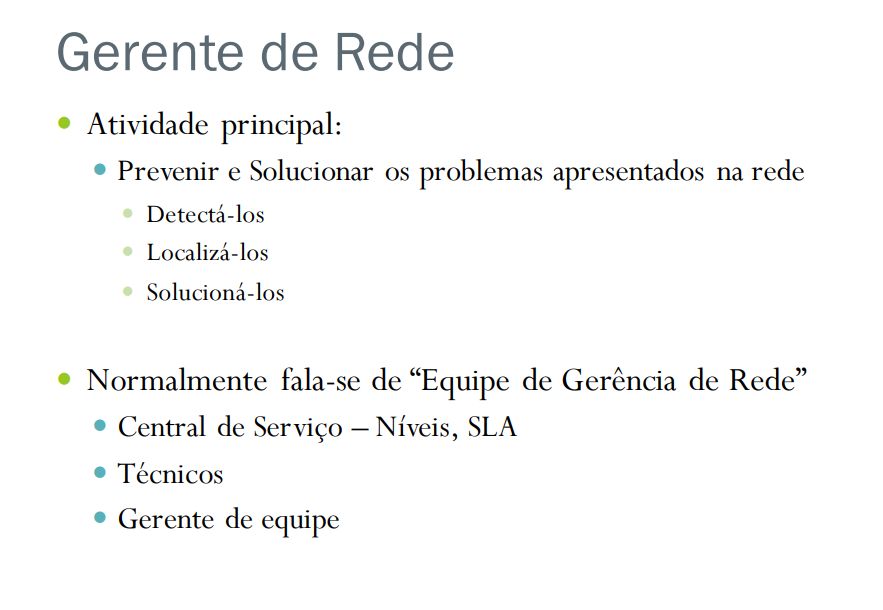 Gerente de Rede
Atividade principal:
Prevenir e Solucionar os problemas apresentados na rede
Detectá-los
Localizá-los
Solucioná-los
Normalmente fala-se de “Equipe de Gerência de Rede”
Central de Serviço – Níveis, SLA
Técnicos
Gerente de equipe